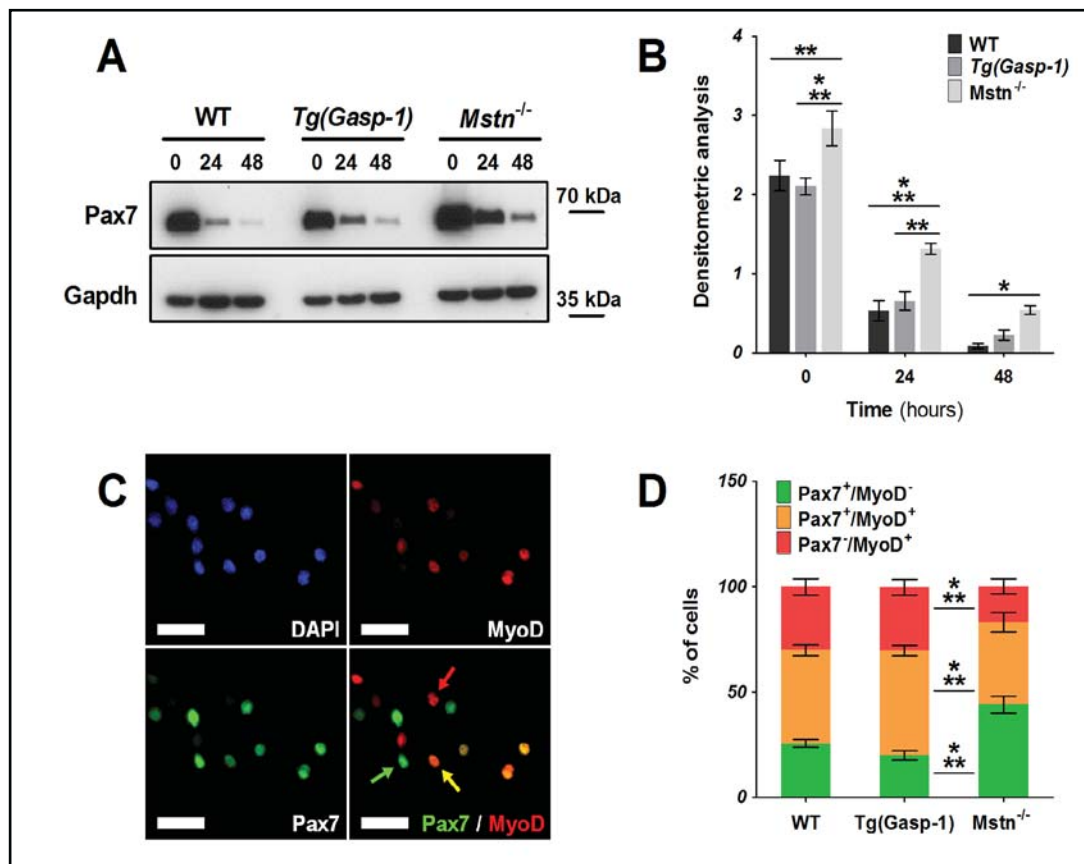 A
WT Tg(Gasp-1) Mstn-/-
0 24 48 0 24 48 0 24 48
Pax7
70 kDa
Gapdh
35 kDa
B
WT
Tg(Gasp-1)
Mstn-/-
**
*
**
*
**
**
*
4
3
2
1
0
Densitometric analysis
0 24 48
Time (hours)
C
DAPI
MyoD
Pax7
Pax7 / MyoD
D
Pax7+/MyoD-
Pax7+/MyoD+
Pax7-/MyoD+
150
100
50
0
% of cells
*
**
*
**
*
**
WT Tg(Gasp-1) Mstn-/-